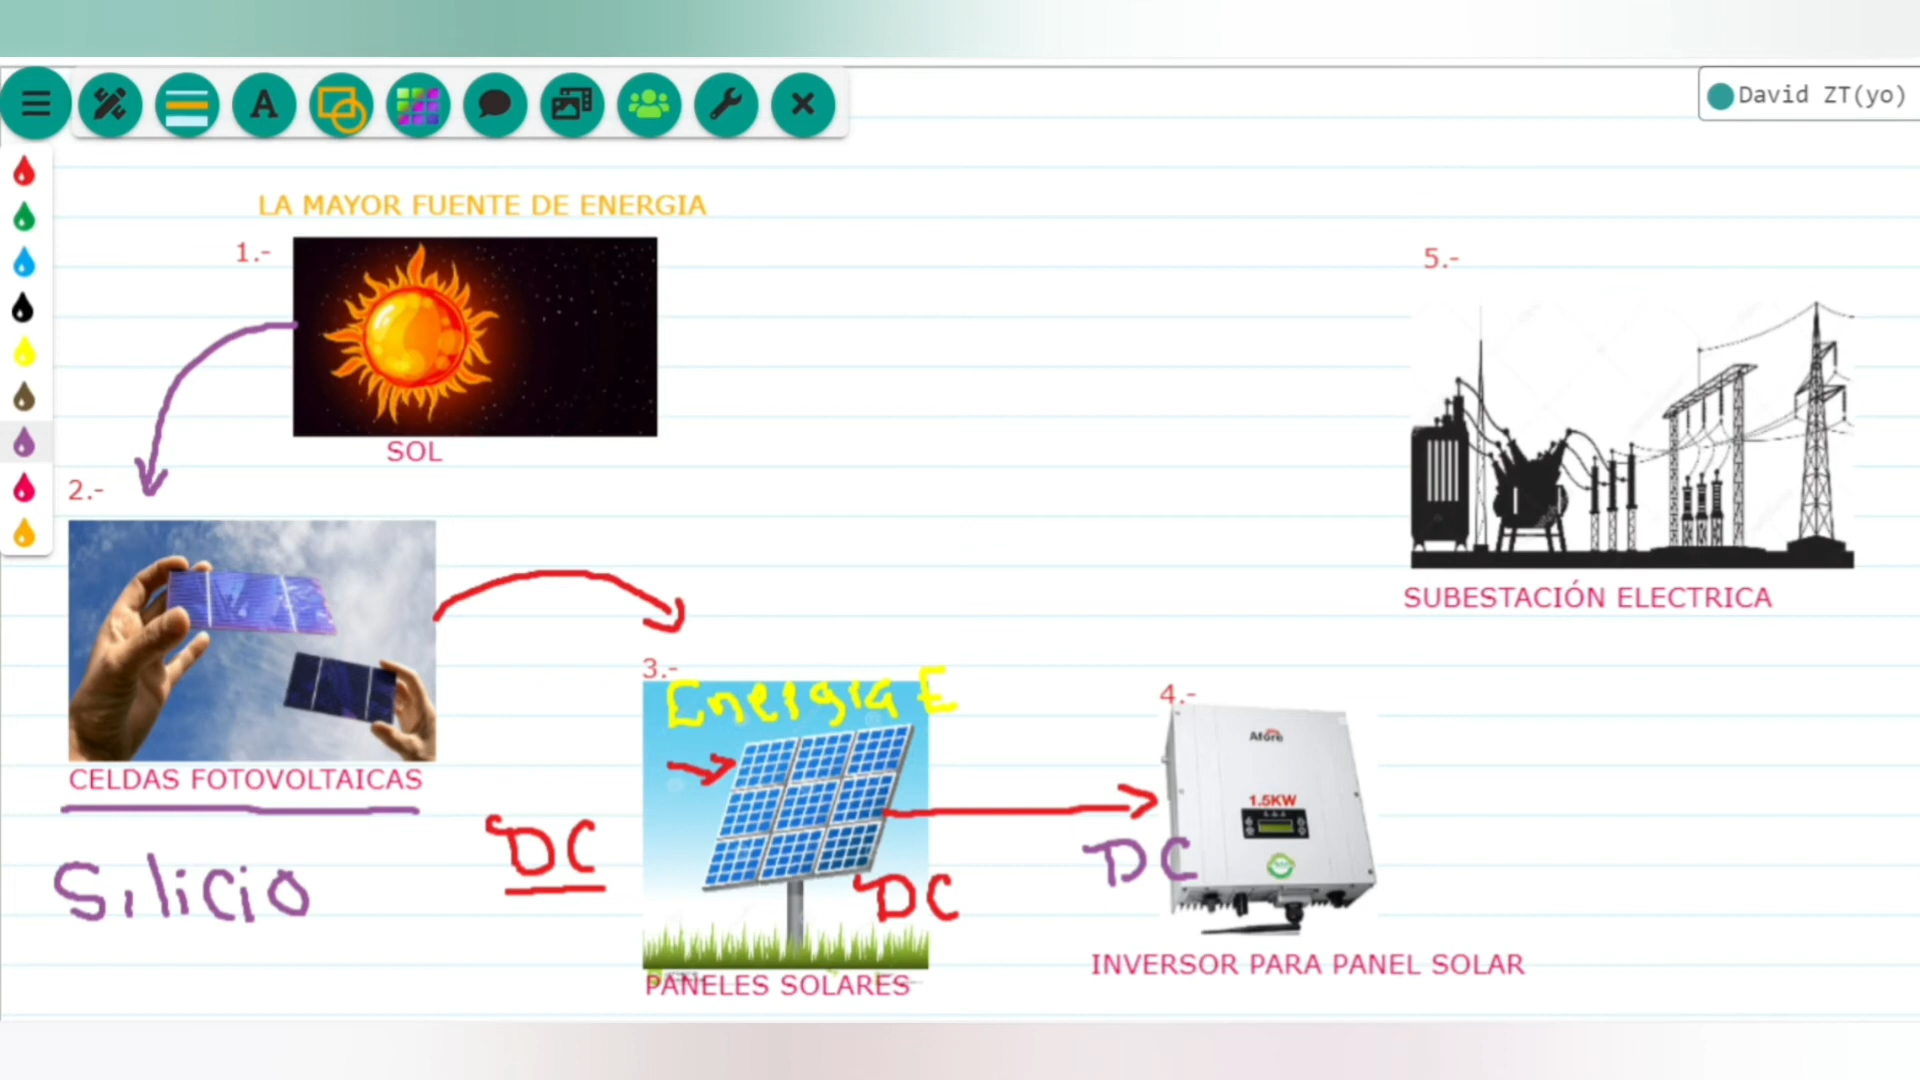 A
David ZT(yo)
LA MAYOR FUENTE DE ENERGIA
1.-
SOL
2.-
CELDAS FOTOVOLTAICAS
Silicio
DC
3.-
Energia E
DC
PANELES SOLARES
4.-
Afore
1.5KW
DC
INVERSOR PARA PANEL SOLAR
5.-
SUBESTACIÓN ELECTRICA